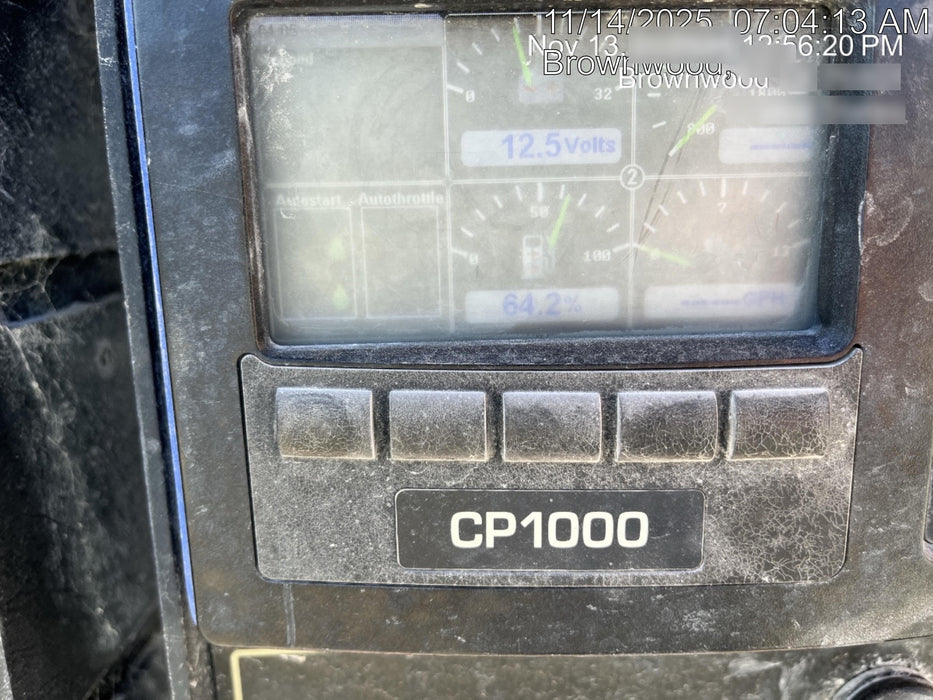 11/14/2025 07:04:13 AM
Nov 13, 12:56:20 PM
Brownwood,
Brownwood
0
32
12.5 Volts
800
2
Autostart Autothrottle
50
0
100
64.2%
GPH
CP1000